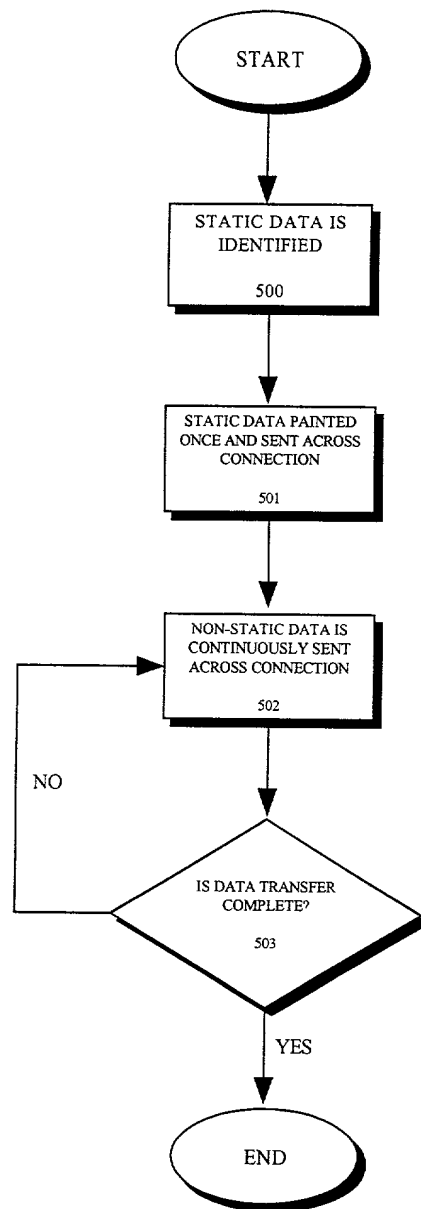 START
STATIC DATA IS
IDENTIFIED
500
STATIC DATA PAINTED
ONCE AND SENT ACROSS
CONNECTION
501
NON-STATIC DATA IS
CONTINUOUSLY SENT
ACROSS CONNECTION
502
NO
IS DATA TRANSFER
COMPLETE?
503
YES
END